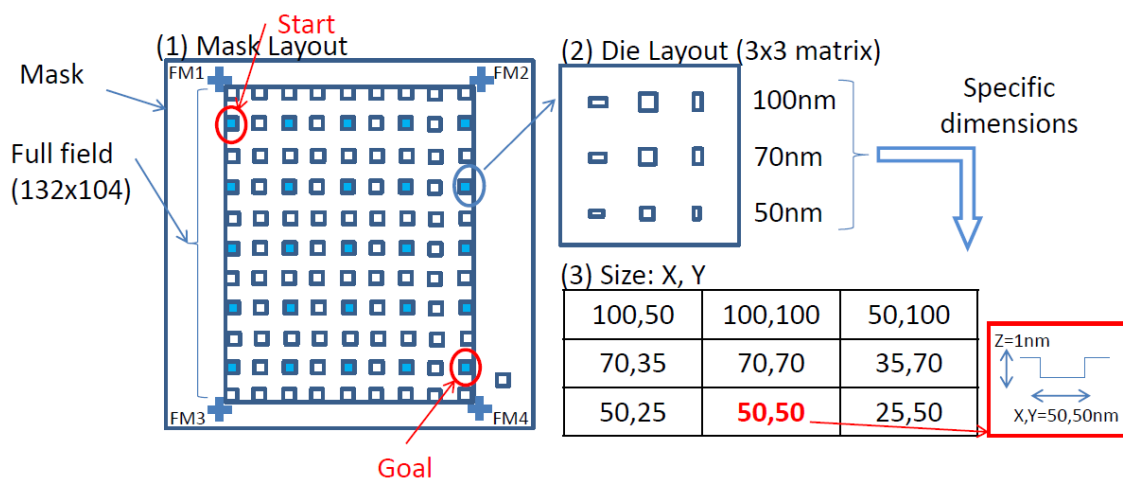 Start
(1) Mask Layout
(2) Die Layout (3x3 matrix)
Mask
FM1
FM2
100nm
70nm
50nm
Specific
dimensions
Full field
(132x104)
(3) Size: X, Y
100,50
100,100
50,100
70,35
70,70
35,70
50,25
50,50
25,50
Z=1nm
X,Y=50,50nm
FM3
FM4
Goal